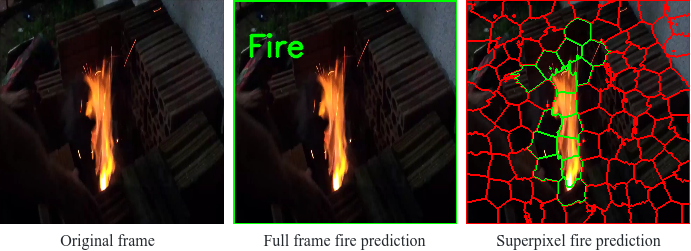 Fire
Original frame
Full frame fire prediction
Superpixel fire prediction